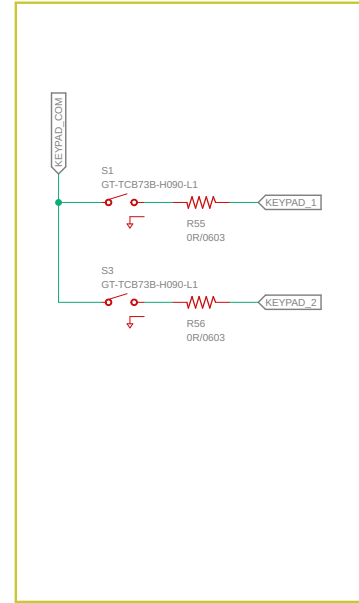 KEYPAD_COM
S1
GT-TCB73B-H090-L1
KEYPAD_1
R55
0R/0603
S3
GT-TCB73B-H090-L1
KEYPAD_2
R56
0R/0603